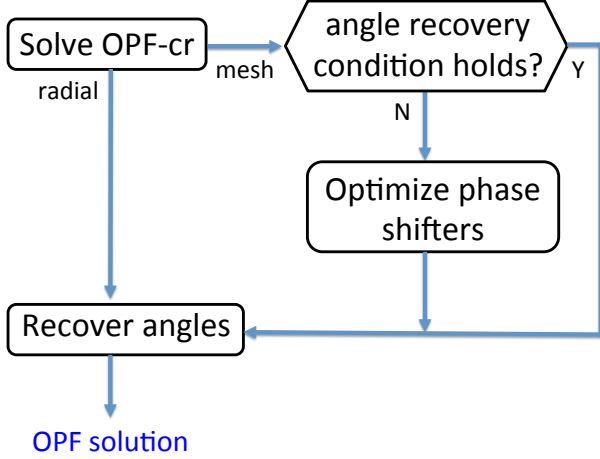 Solve OPF-cr
mesh
radial
angle recovery
condition holds?
Y
N
Optimize phase
shifters
Recover angles
OPF solution